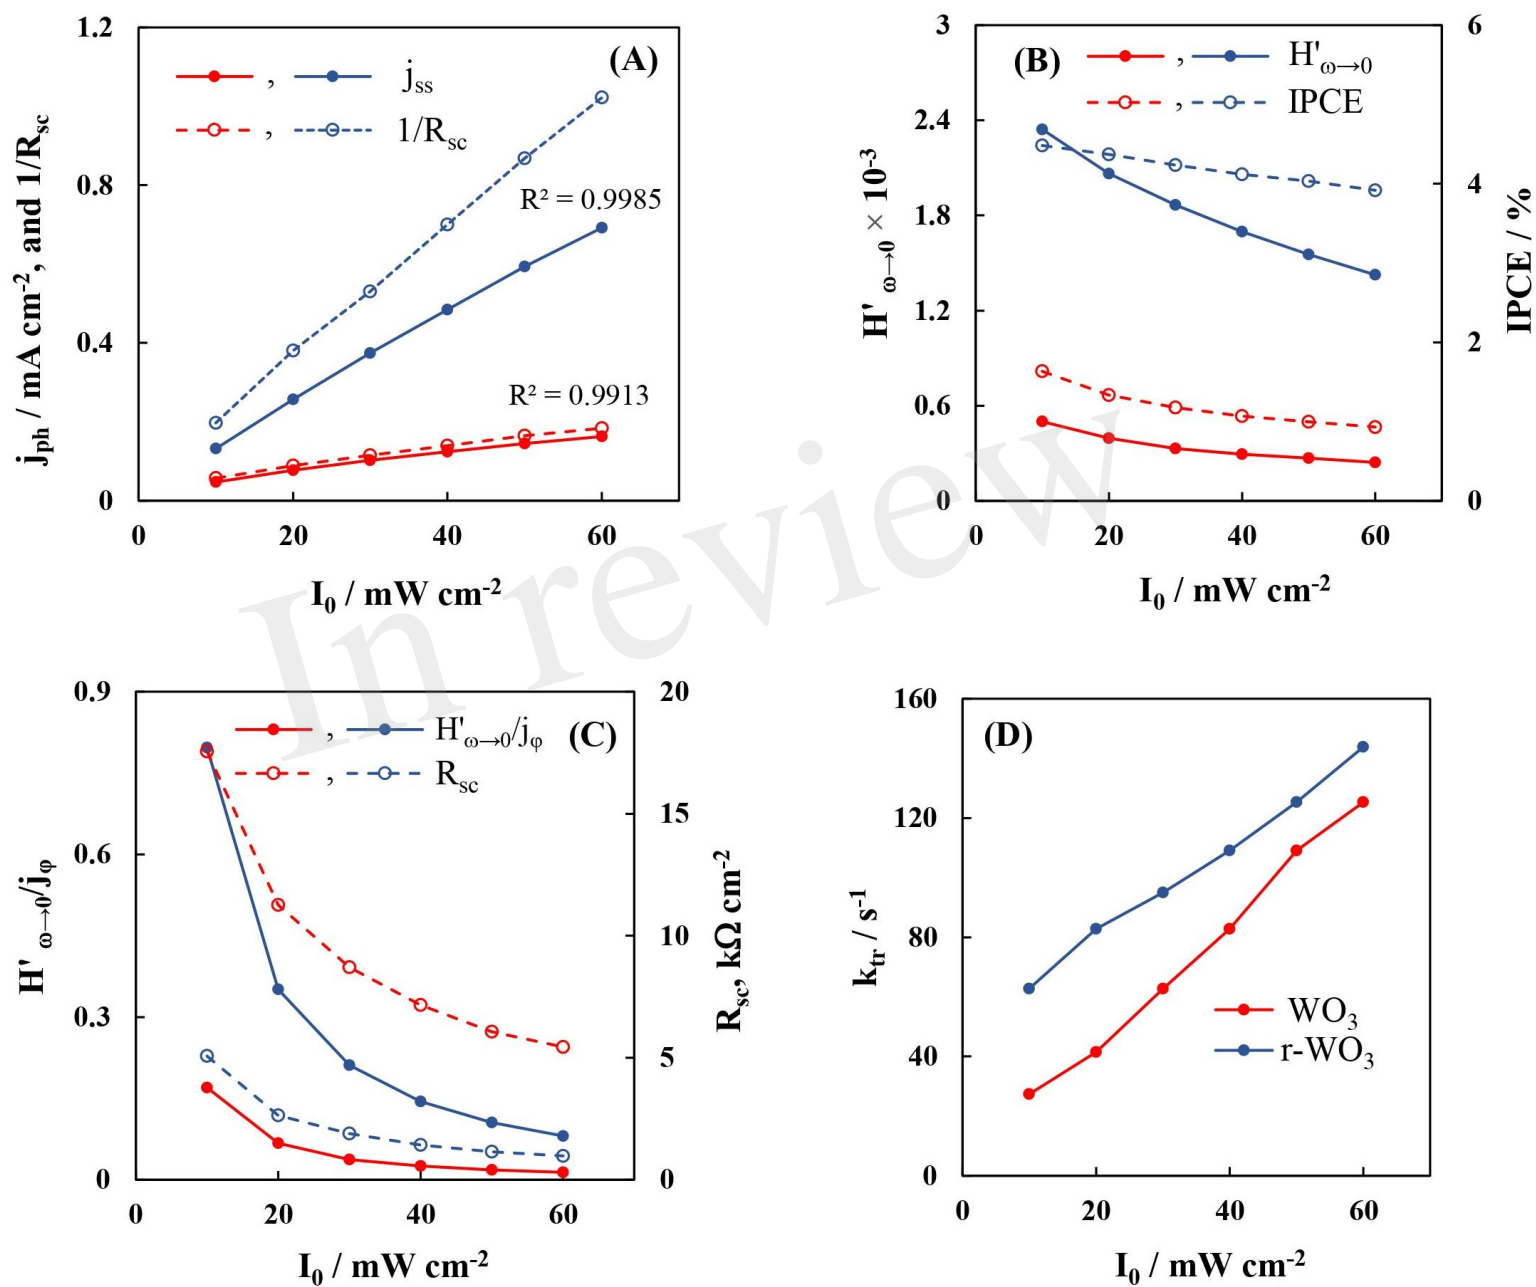 (A)
j_ss
1/R_sc
R² = 0.9985
R² = 0.9913
1.2
0.8
0.4
0
0 20 40 60
j_ph / mA cm⁻², and 1/R_sc
I₀ / mW cm⁻²
(B)
H'_ω→0
IPCE
3
2.4
1.8
1.2
0.6
0
6
4
2
0
0 20 40 60
H'_ω→0 × 10⁻³
IPCE / %
I₀ / mW cm⁻²
In review
(C)
H'_ω→0/j_φ
R_sc
0.9
0.6
0.3
0
20
15
10
5
0
0 20 40 60
H'_ω→0/j_φ
R_sc, kΩ cm⁻²
I₀ / mW cm⁻²
(D)
WO₃
r-WO₃
160
120
80
40
0
0 20 40 60
k_tr / s⁻¹
I₀ / mW cm⁻²